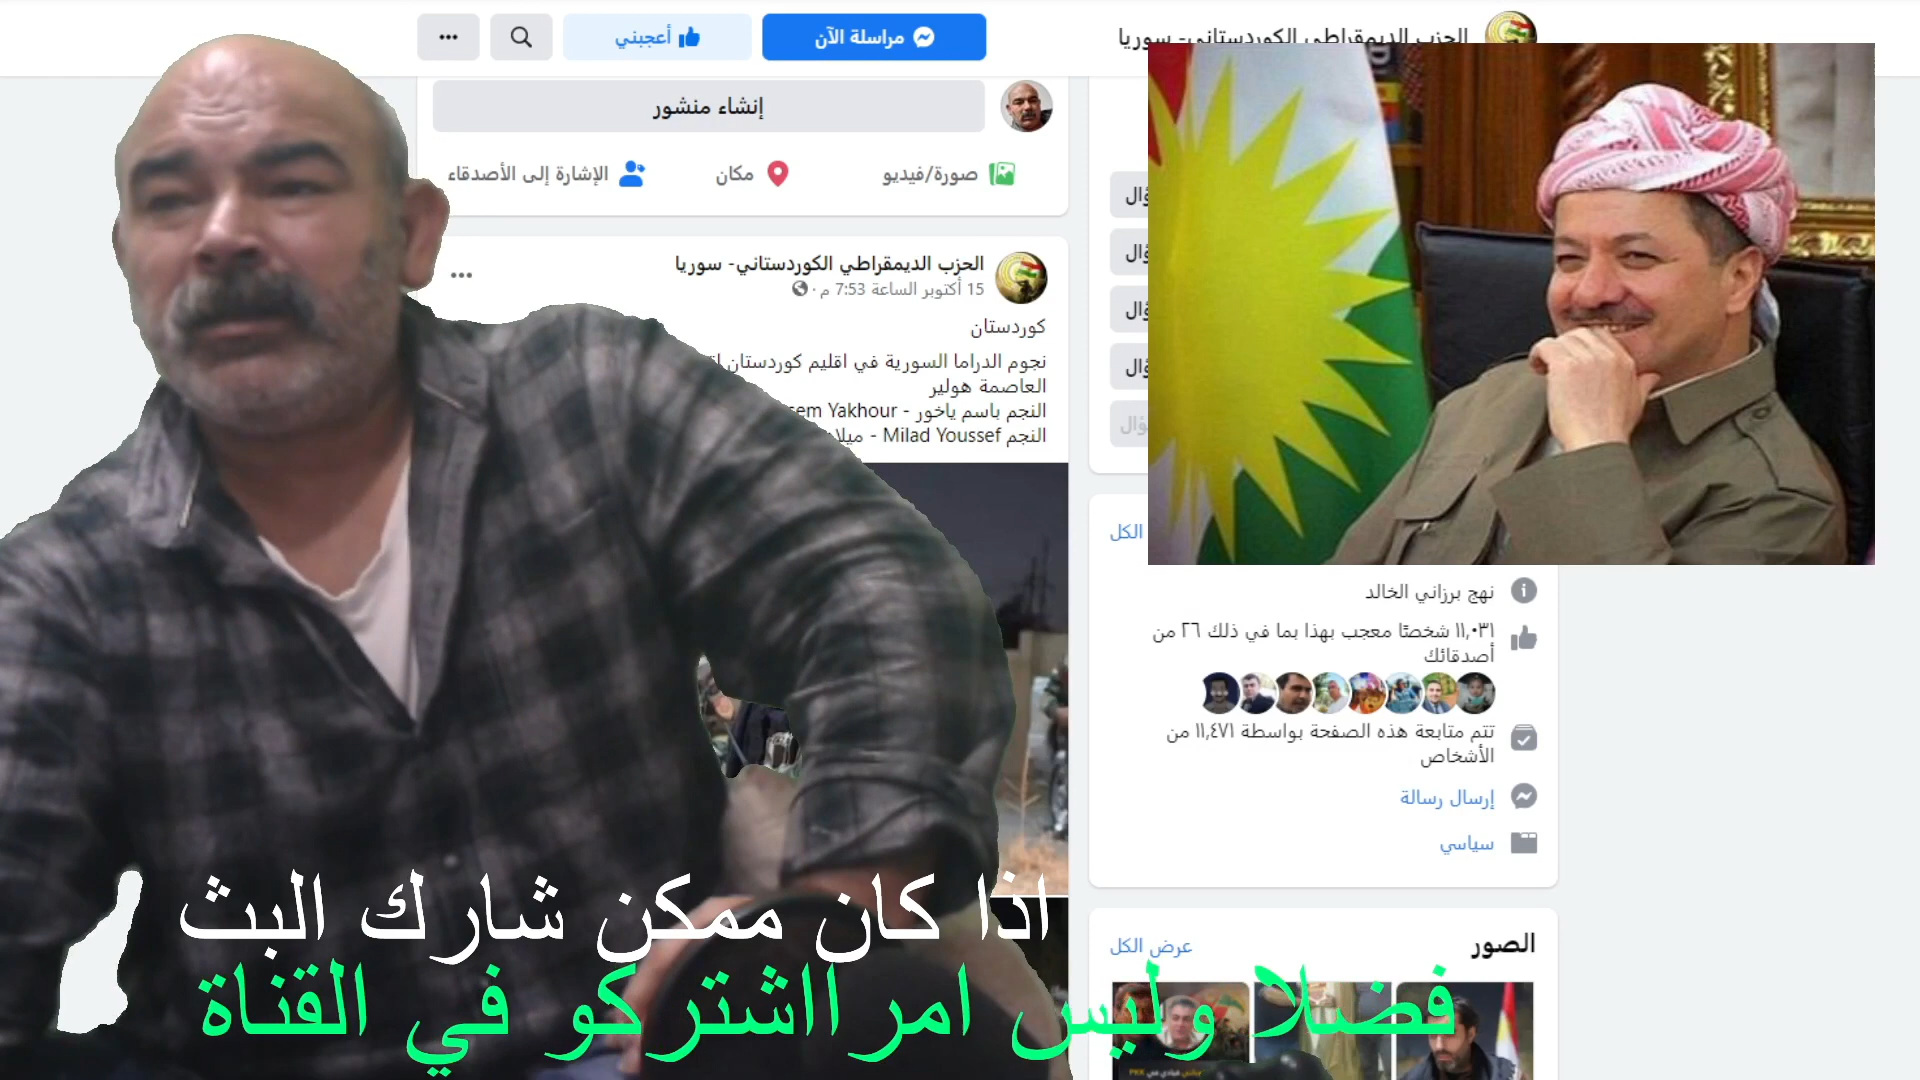 الحزب الديمقراطي الكوردستاني- سوريا
مراسلة الآن
أعجبني
إنشاء منشور
صورة/فيديو
مكان
الإشارة إلى الأصدقاء
الحزب الديمقراطي الكوردستاني- سوريا
15 أكتوبر الساعة 7:53 م
كوردستان
نجوم الدراما السورية في اقليم كوردستان
العاصمة هولير
النجم باسم ياخور - Yakhour
النجم Milad Youssef -
الكل
نهج برزاني الخالد
١١,٠٣١ شخصًا معجب بهذا بما في ذلك ٢٦ من
أصدقائك
تتم متابعة هذه الصفحة بواسطة ١١,٤٧١ من
الأشخاص
إرسال رسالة
سياسي
الصور
عرض الكل
اذا كان ممكن شارك البث
فضلا وليس امر ااشتركو في القناة